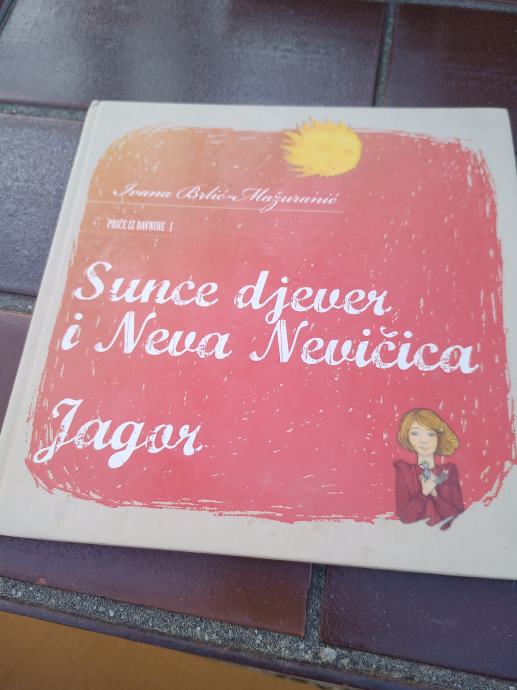 Ivana Brlić-Mažuranić
PRIČE IZ DAVNINE I
Sunce djever
i Neva Nevičica
Jagor